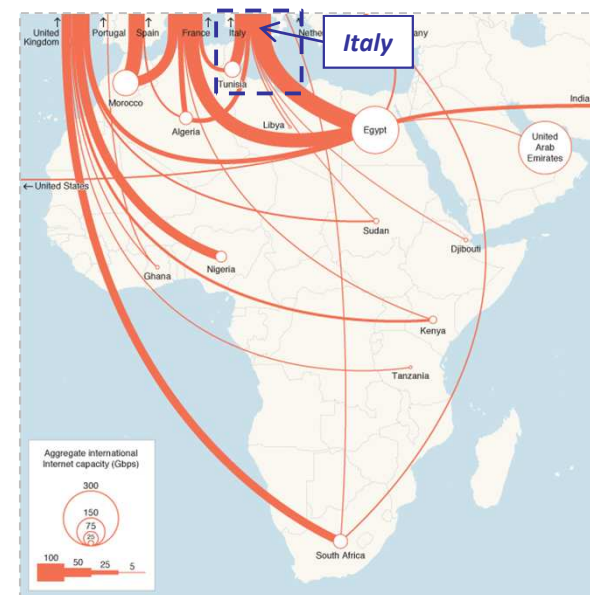 ↑ United
Kingdom
↑ Portugal
↑ Spain
↑ France
↑ Italy
↑ Nethe
Italy
any
Tunisia
Morocco
Algeria
Libya
Egypt
India
United
Arab
Emirates
← United States
Sudan
Djibouti
Nigeria
Ghana
Kenya
Tanzania
South Africa
Aggregate international
Internet capacity (Gbps)
300
150
75
25
100 50 25 5